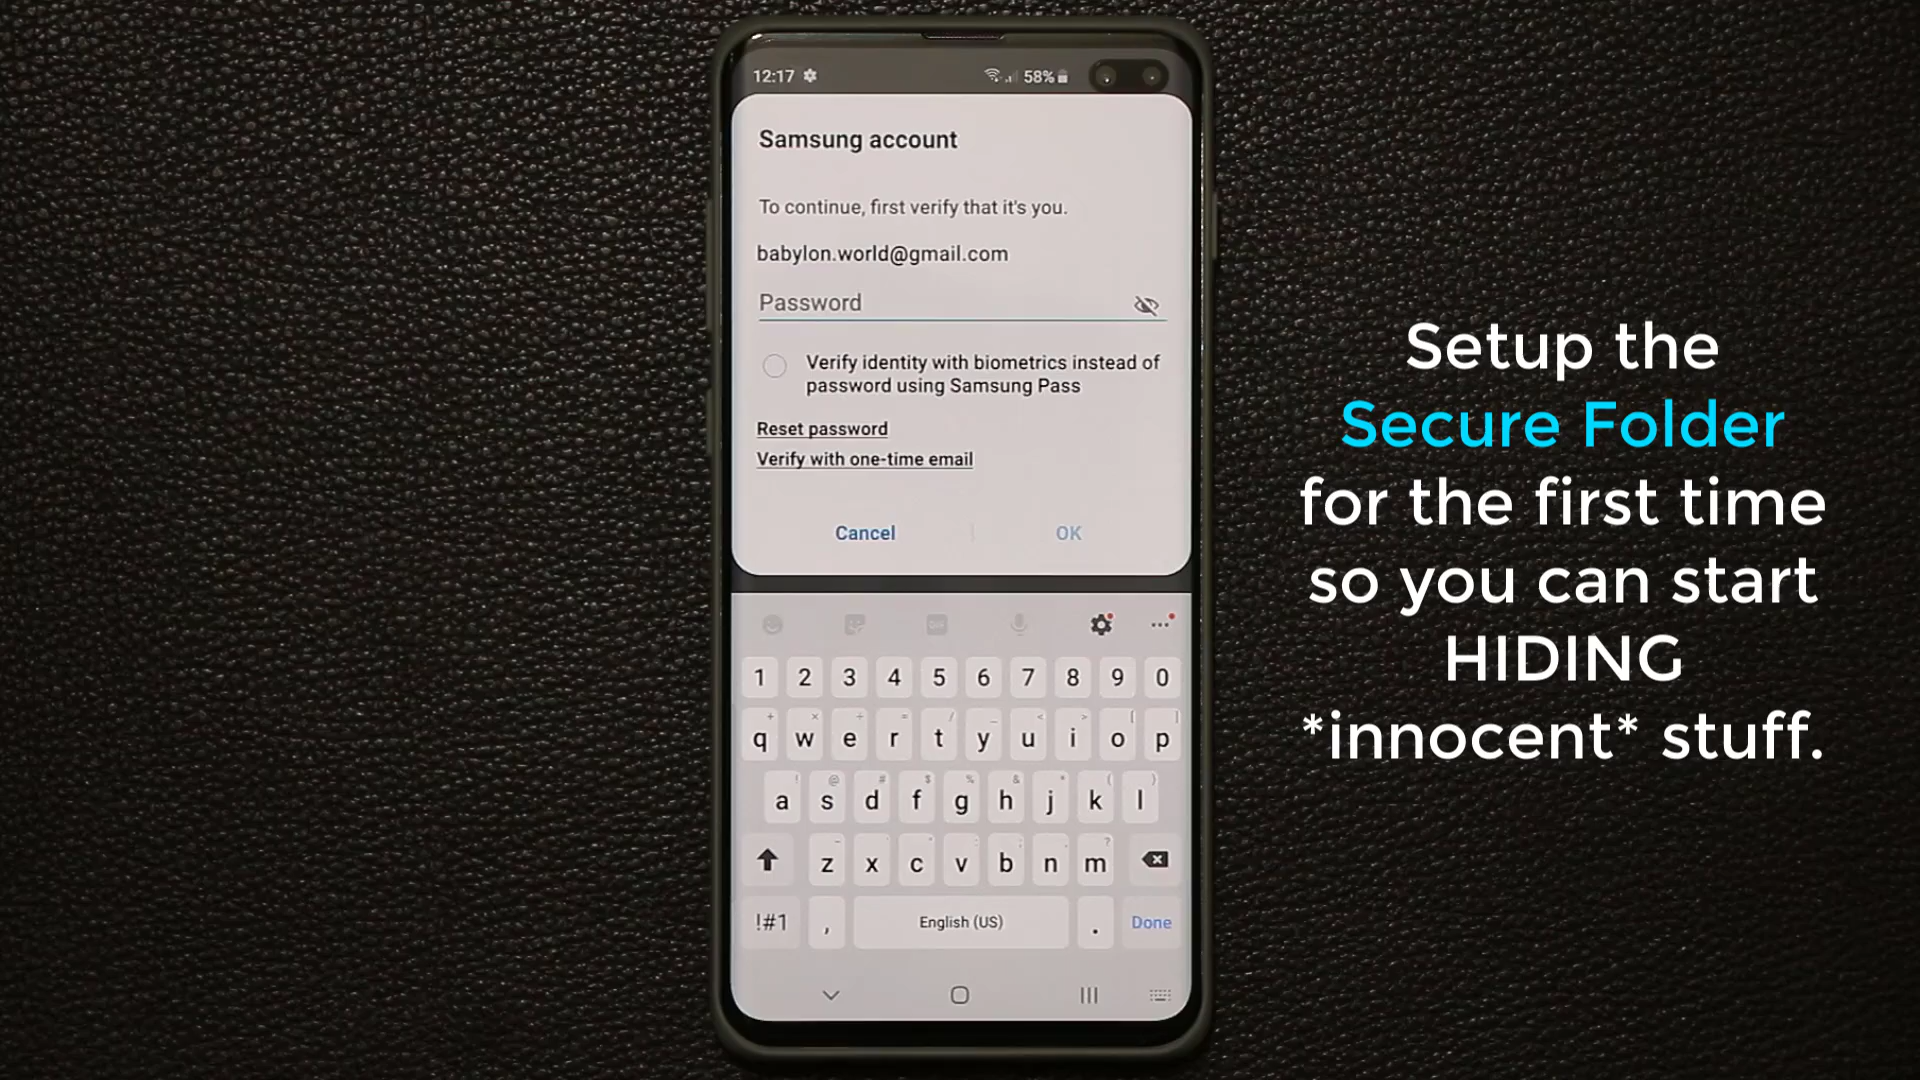 12:17
58%
Samsung account
To continue, first verify that it's you.
babylon.world@gmail.com
Password
Verify identity with biometrics instead of
password using Samsung Pass
Reset password
Verify with one-time email
Cancel
OK
GIF
1 2 3 4 5 6 7 8 9 0
q w e r t y u i o p
a s d f g h j k l
z x c v b n m
!#1 , English (US) . Done
Setup the
Secure Folder
for the first time
so you can start
HIDING
*innocent* stuff.